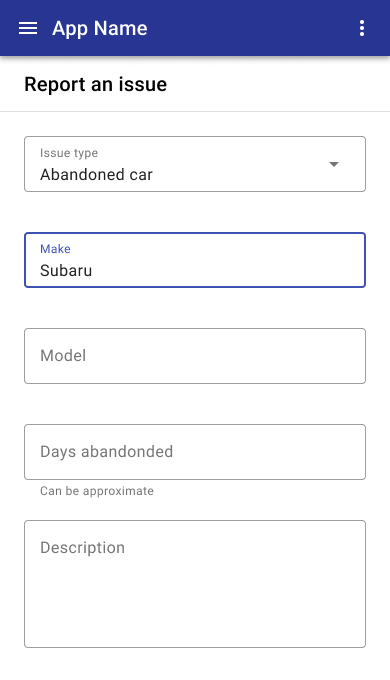 App Name
Report an issue
Issue type
Abandoned car
Make
Subaru
Model
Days abandonded
Can be approximate
Description